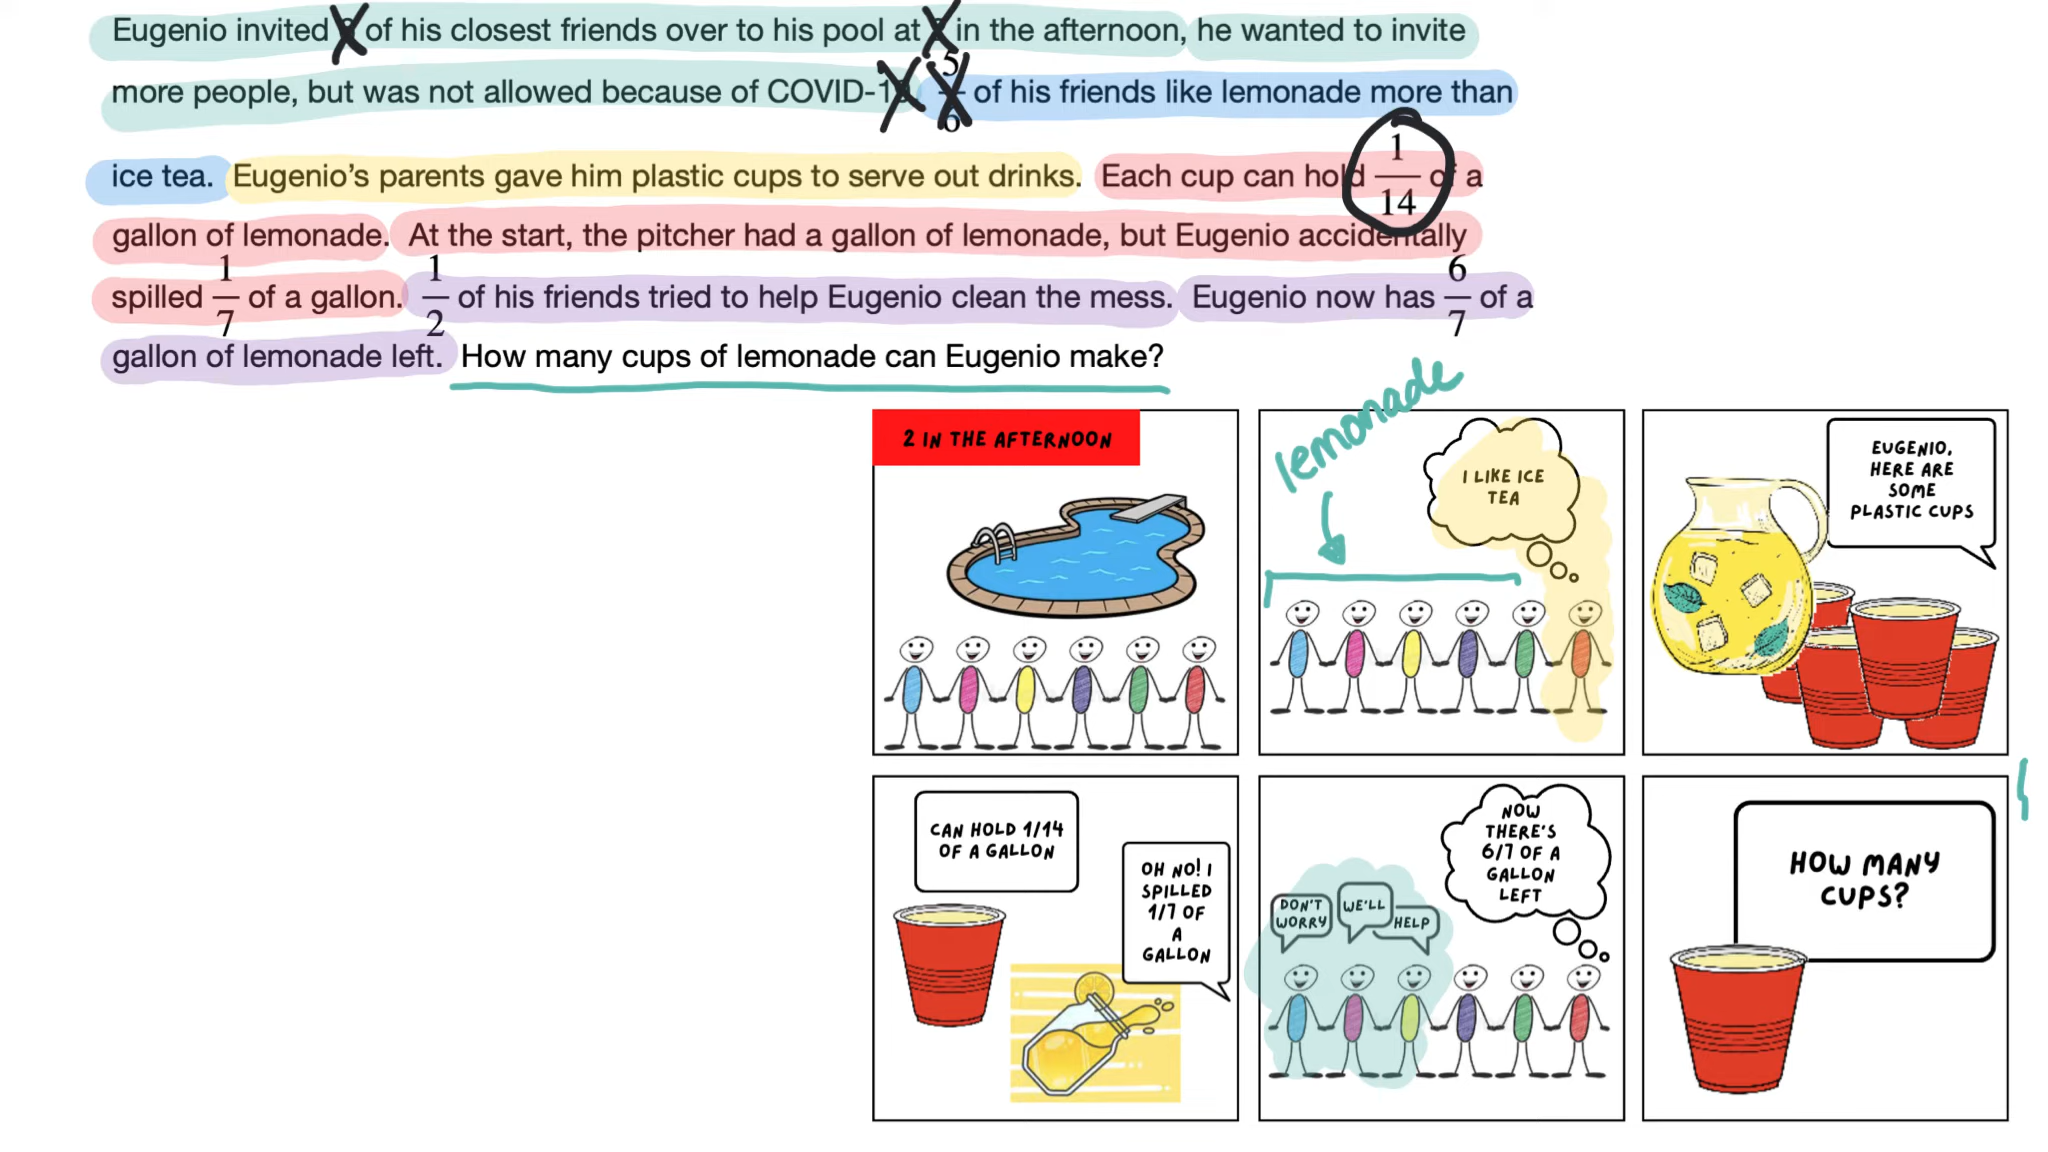 Eugenio invited of his closest friends over to his pool at in the afternoon, he wanted to invite
more people, but was not allowed because of COVID-1 5/6 of his friends like lemonade more than
ice tea. Eugenio's parents gave him plastic cups to serve out drinks. Each cup can hold 1/14 of a
gallon of lemonade. At the start, the pitcher had a gallon of lemonade, but Eugenio accidentally
spilled 1/7 of a gallon. 1/2 of his friends tried to help Eugenio clean the mess. Eugenio now has 6/7 of a
gallon of lemonade left. How many cups of lemonade can Eugenio make?
2 IN THE AFTERNOON
lemonade
I LIKE ICE
TEA
EUGENIO,
HERE ARE
SOME
PLASTIC CUPS
CAN HOLD 1/14
OF A GALLON
OH NO! I
SPILLED
1/7 OF
A
GALLON
DON'T
WORRY
WE'LL
HELP
NOW
THERE'S
6/7 OF A
GALLON
LEFT
HOW MANY
CUPS?